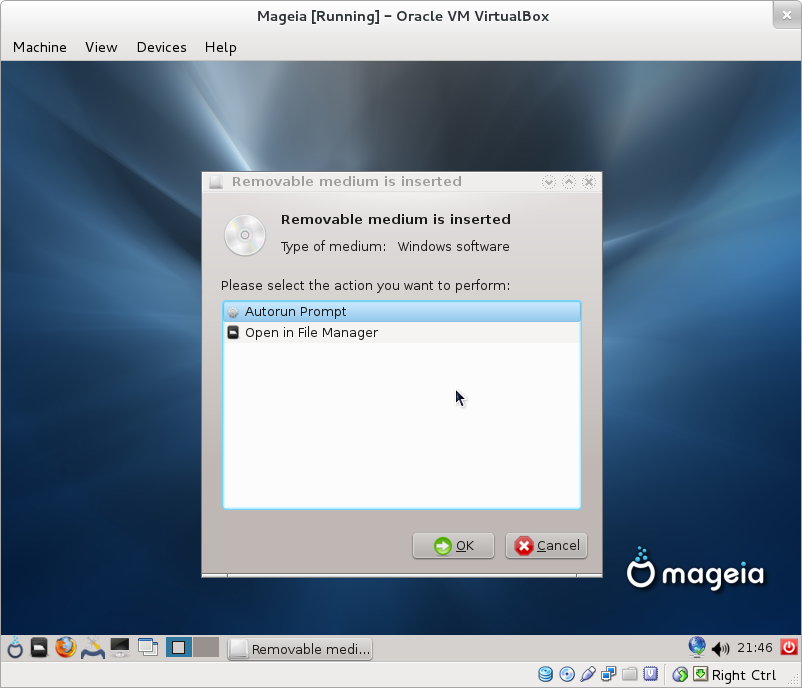 Mageia [Running] – Oracle VM VirtualBox
Machine View Devices Help
Removable medium is inserted
Removable medium is inserted
Type of medium: Windows software
Please select the action you want to perform:
Autorun Prompt
Open in File Manager
OK Cancel
mageia
Removable medi... 21:46
Right Ctrl